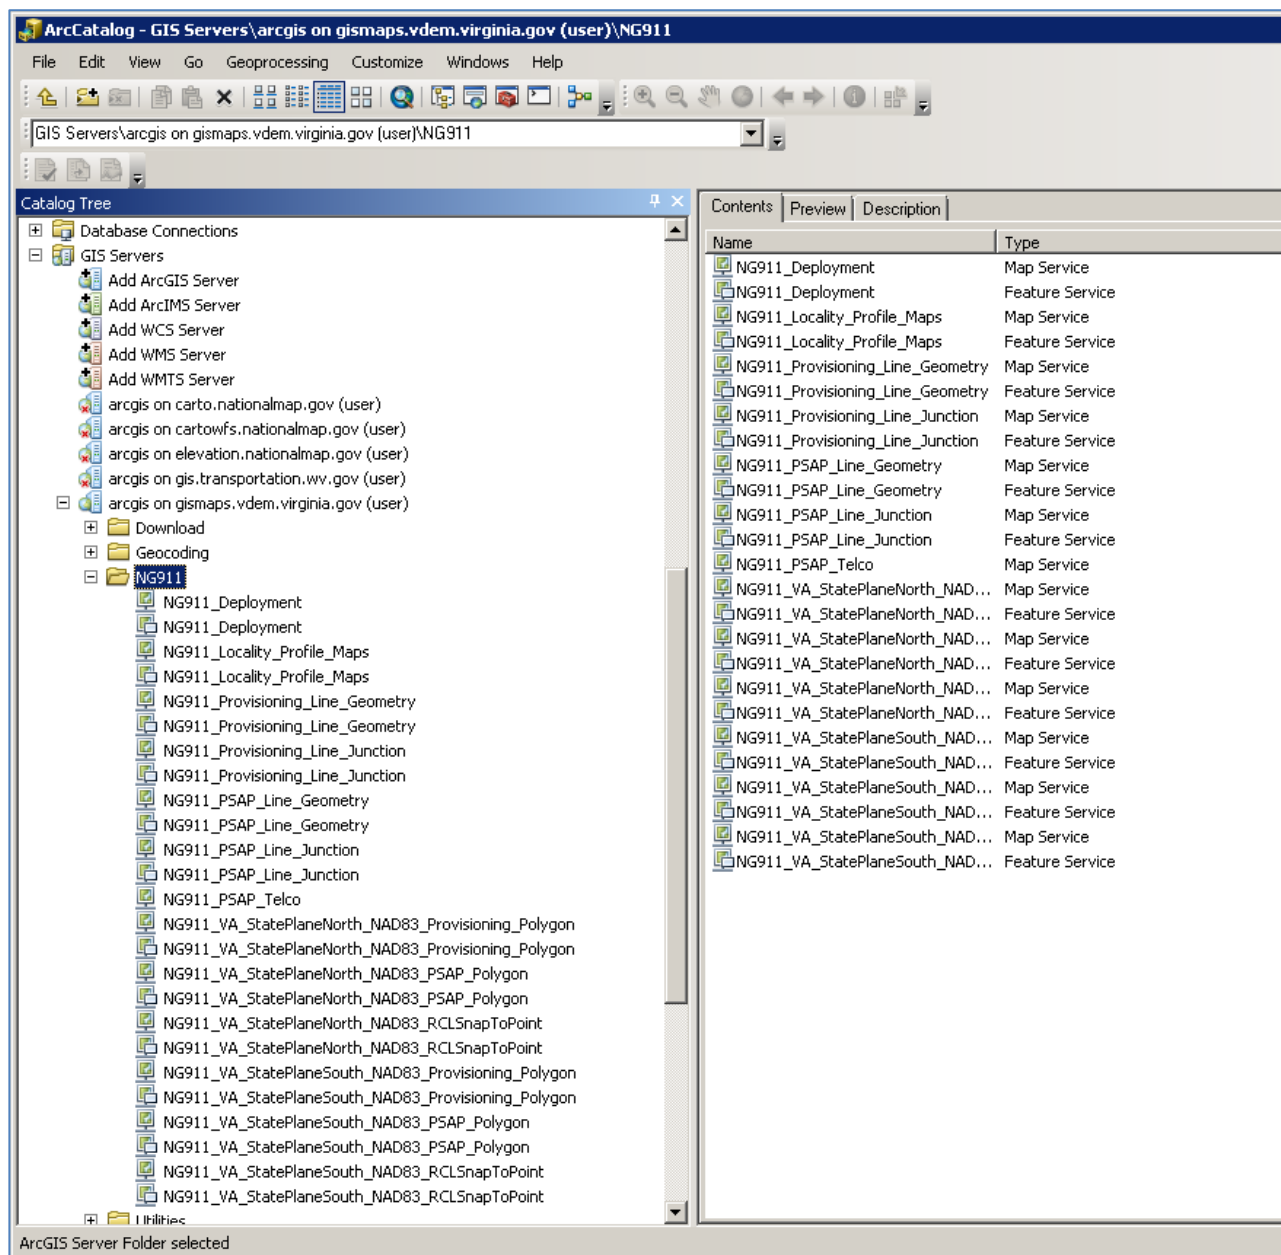 ArcCatalog - GIS Servers\arcgis on gismaps.vdem.virginia.gov (user)\NG911
File Edit View Go Geoprocessing Customize Windows Help
GIS Servers\arcgis on gismaps.vdem.virginia.gov (user)\NG911
Catalog Tree
Database Connections
GIS Servers
Add ArcGIS Server
Add ArcIMS Server
Add WCS Server
Add WMS Server
Add WMTS Server
arcgis on carto.nationalmap.gov (user)
arcgis on cartowfs.nationalmap.gov (user)
arcgis on elevation.nationalmap.gov (user)
arcgis on gis.transportation.wv.gov (user)
arcgis on gismaps.vdem.virginia.gov (user)
Download
Geocoding
NG911
NG911_Deployment
NG911_Deployment
NG911_Locality_Profile_Maps
NG911_Locality_Profile_Maps
NG911_Provisioning_Line_Geometry
NG911_Provisioning_Line_Geometry
NG911_Provisioning_Line_Junction
NG911_Provisioning_Line_Junction
NG911_PSAP_Line_Geometry
NG911_PSAP_Line_Geometry
NG911_PSAP_Line_Junction
NG911_PSAP_Line_Junction
NG911_PSAP_Telco
NG911_VA_StatePlaneNorth_NAD83_Provisioning_Polygon
NG911_VA_StatePlaneNorth_NAD83_Provisioning_Polygon
NG911_VA_StatePlaneNorth_NAD83_PSAP_Polygon
NG911_VA_StatePlaneNorth_NAD83_PSAP_Polygon
NG911_VA_StatePlaneNorth_NAD83_RCLSnapToPoint
NG911_VA_StatePlaneNorth_NAD83_RCLSnapToPoint
NG911_VA_StatePlaneSouth_NAD83_Provisioning_Polygon
NG911_VA_StatePlaneSouth_NAD83_Provisioning_Polygon
NG911_VA_StatePlaneSouth_NAD83_PSAP_Polygon
NG911_VA_StatePlaneSouth_NAD83_PSAP_Polygon
NG911_VA_StatePlaneSouth_NAD83_RCLSnapToPoint
NG911_VA_StatePlaneSouth_NAD83_RCLSnapToPoint
Utilities
Contents Preview Description
Name Type
NG911_Deployment Map Service
NG911_Deployment Feature Service
NG911_Locality_Profile_Maps Map Service
NG911_Locality_Profile_Maps Feature Service
NG911_Provisioning_Line_Geometry Map Service
NG911_Provisioning_Line_Geometry Feature Service
NG911_Provisioning_Line_Junction Map Service
NG911_Provisioning_Line_Junction Feature Service
NG911_PSAP_Line_Geometry Map Service
NG911_PSAP_Line_Geometry Feature Service
NG911_PSAP_Line_Junction Map Service
NG911_PSAP_Line_Junction Feature Service
NG911_PSAP_Telco Map Service
NG911_VA_StatePlaneNorth_NAD... Map Service
NG911_VA_StatePlaneNorth_NAD... Feature Service
NG911_VA_StatePlaneNorth_NAD... Map Service
NG911_VA_StatePlaneNorth_NAD... Feature Service
NG911_VA_StatePlaneNorth_NAD... Map Service
NG911_VA_StatePlaneNorth_NAD... Feature Service
NG911_VA_StatePlaneSouth_NAD... Map Service
NG911_VA_StatePlaneSouth_NAD... Feature Service
NG911_VA_StatePlaneSouth_NAD... Map Service
NG911_VA_StatePlaneSouth_NAD... Feature Service
NG911_VA_StatePlaneSouth_NAD... Map Service
NG911_VA_StatePlaneSouth_NAD... Feature Service
ArcGIS Server Folder selected